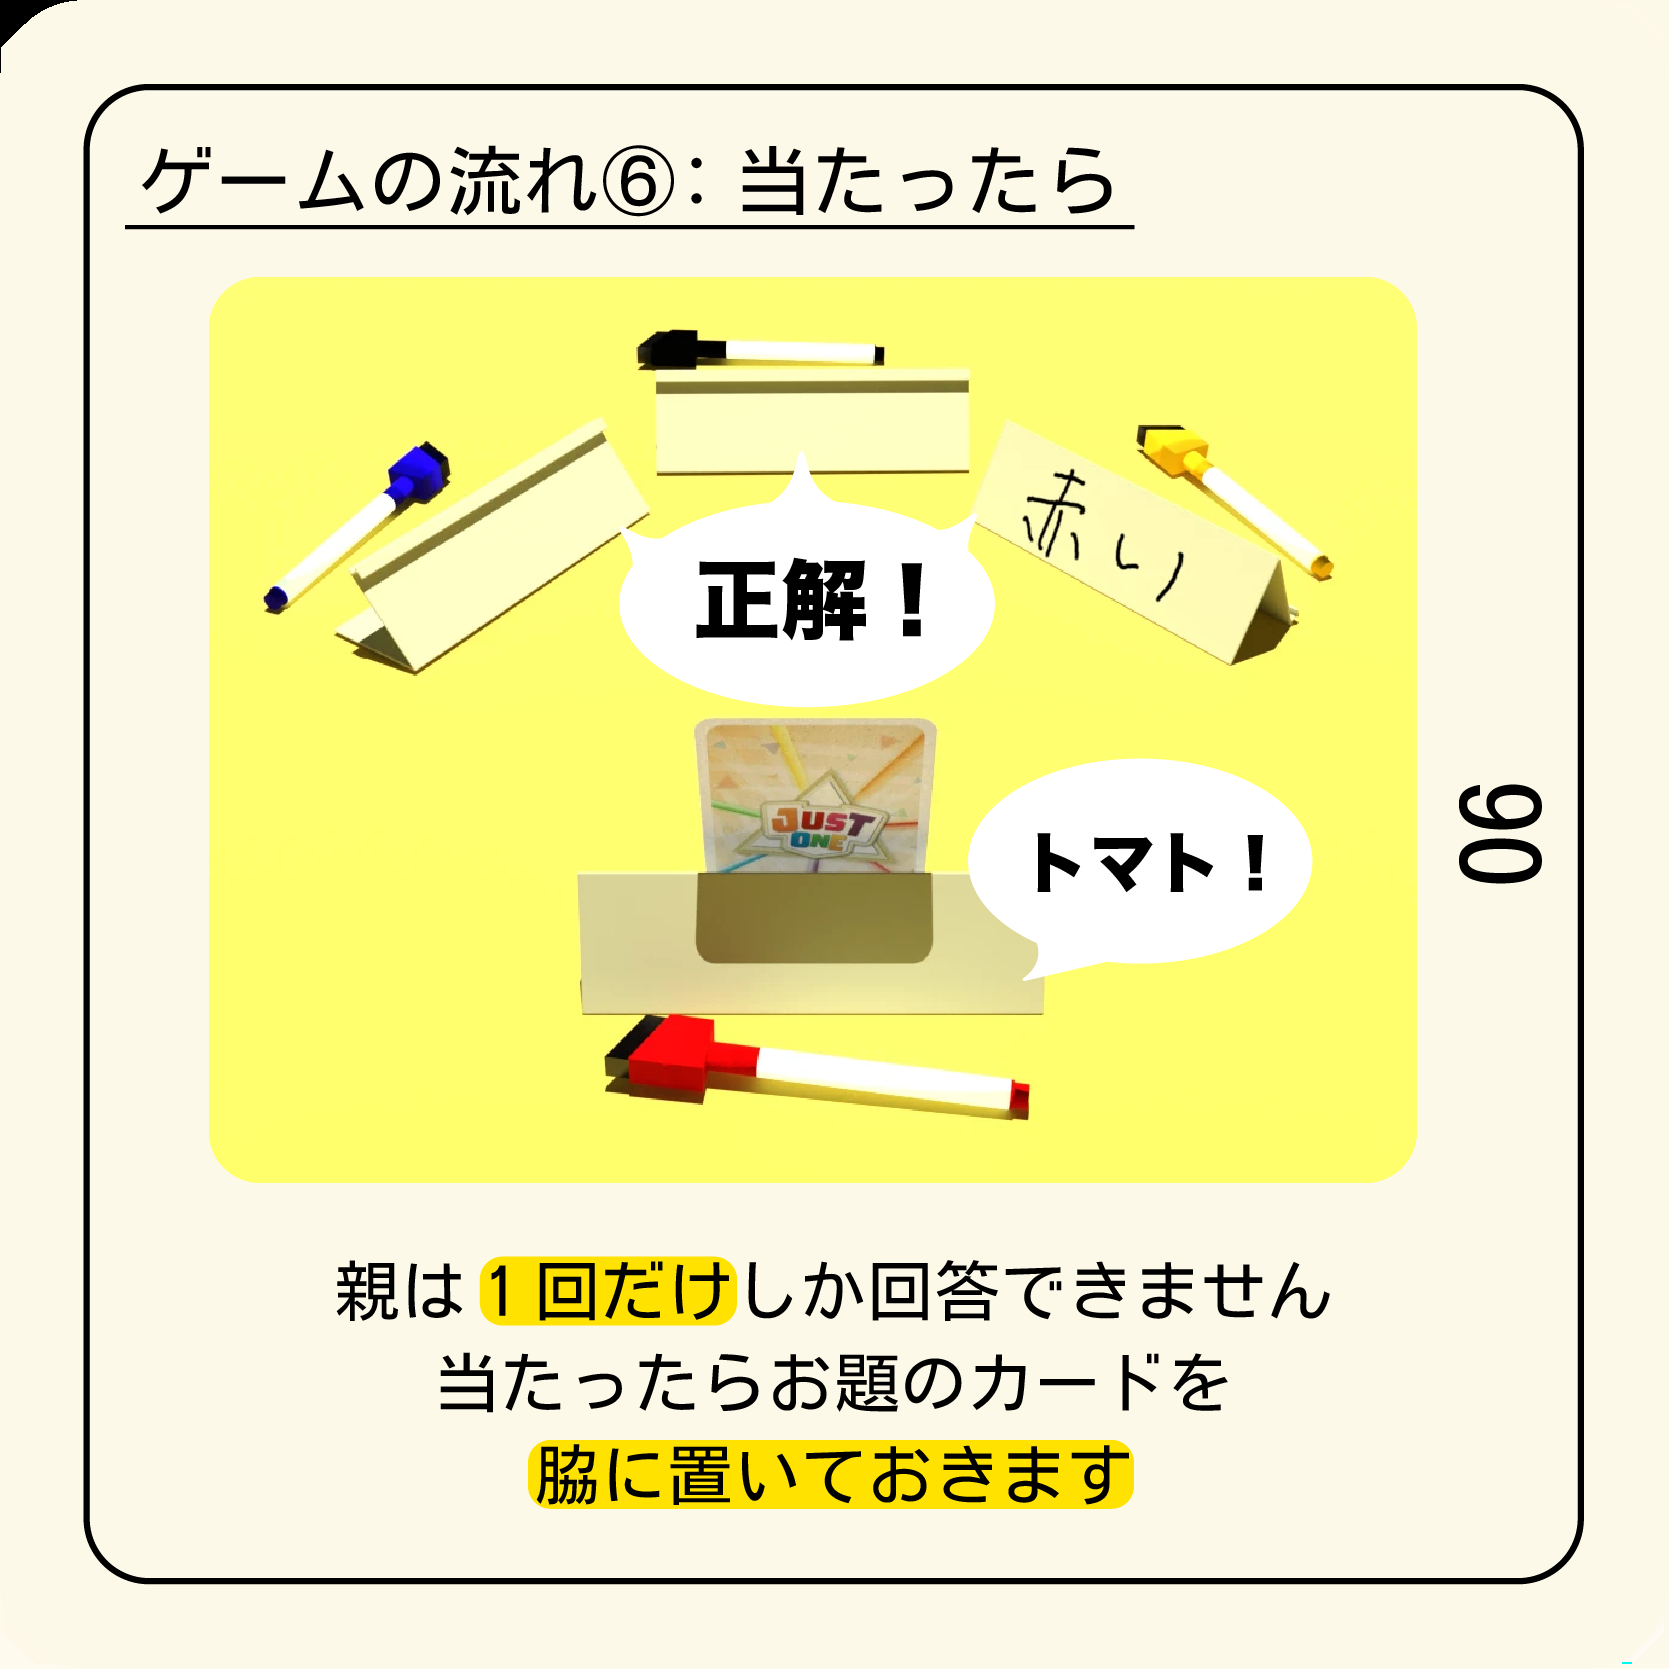 ゲームの流れ⑥：当たったら
赤い
正解！
JUST
ONE
トマト！
90
親は1回だけしか回答できません
当たったらお題のカードを
脇に置いておきます